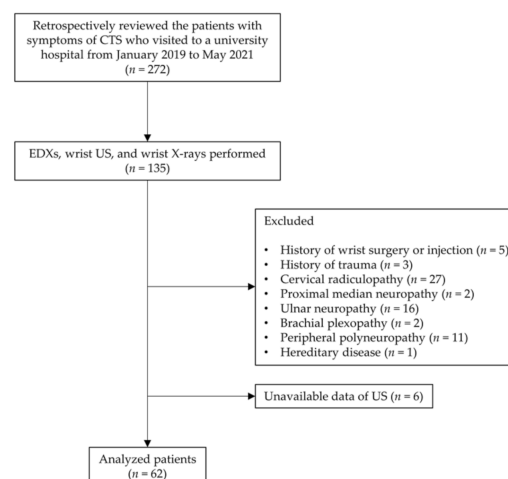 Retrospectively reviewed the patients with
symptoms of CTS who visited to a university
hospital from January 2019 to May 2021
(n = 272)
EDXs, wrist US, and wrist X-rays performed
(n = 135)
Excluded
• History of wrist surgery or injection (n = 5)
• History of trauma (n = 3)
• Cervical radiculopathy (n = 27)
• Proximal median neuropathy (n = 2)
• Ulnar neuropathy (n = 16)
• Brachial plexopathy (n = 2)
• Peripheral polyneuropathy (n = 11)
• Hereditary disease (n = 1)
Unavailable data of US (n = 6)
Analyzed patients
(n = 62)